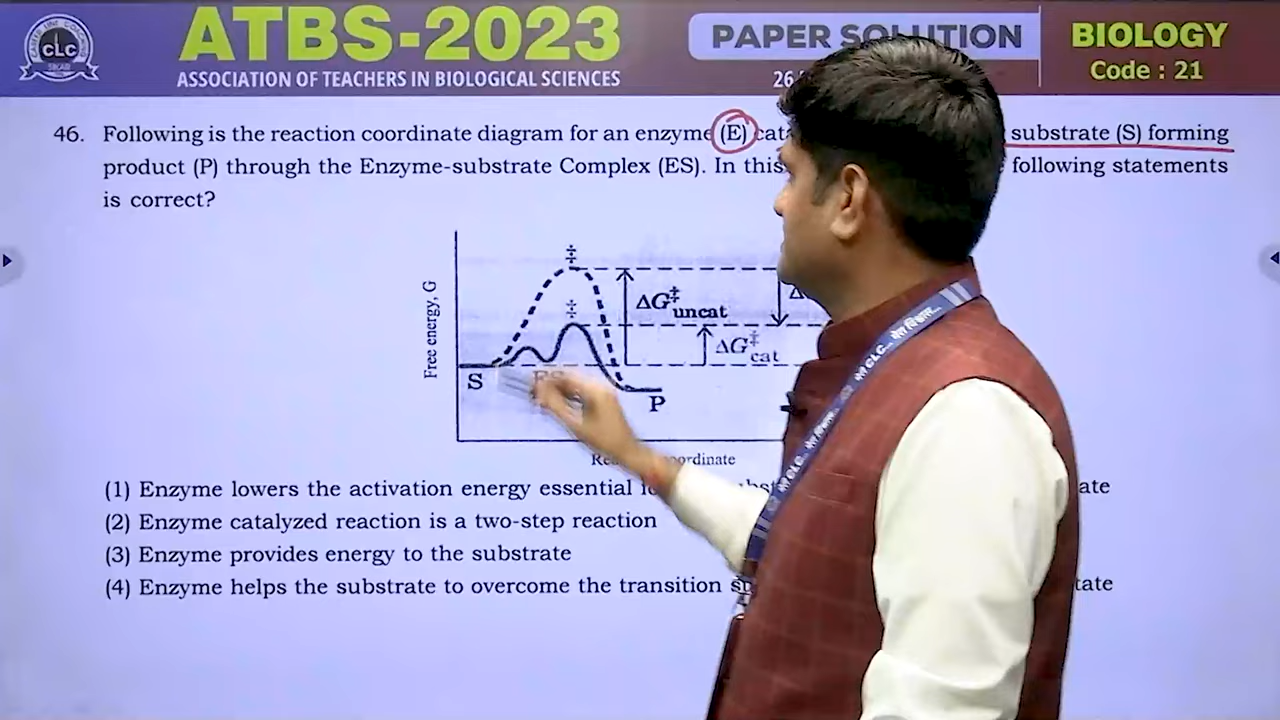 ATBS-2023
ASSOCIATION OF TEACHERS IN BIOLOGICAL SCIENCES
PAPER SOLUTION
BIOLOGY
Code : 21
26
CLC
SIKAR
46. Following is the reaction coordinate diagram for an enzyme (E) substrate (S) forming
product (P) through the Enzyme-substrate Complex (ES). In this following statements
is correct?
Free energy, G
‡
‡
ΔG‡uncat
ΔG‡cat
S
ES
P
(1) Enzyme lowers the activation energy essential
(2) Enzyme catalyzed reaction is a two-step reaction
(3) Enzyme provides energy to the substrate
(4) Enzyme helps the substrate to overcome the transition
CLC